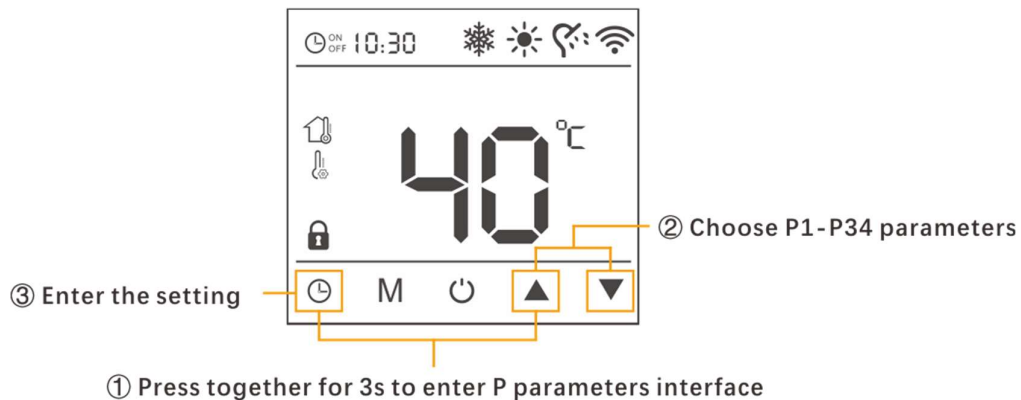 ON
OFF 10:30
40 °C
② Choose P1-P34 parameters
③ Enter the setting
M
① Press together for 3s to enter P parameters interface